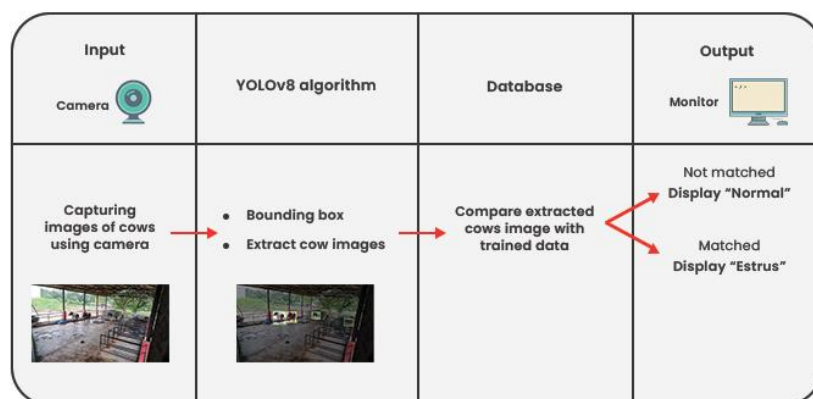 Input
Camera
YOLOv8 algorithm
Database
Output
Monitor
Capturing
images of cows
using camera
• Bounding box
• Extract cow images
Compare extracted
cows image with
trained data
Not matched
Display “Normal”
Matched
Display “Estrus”